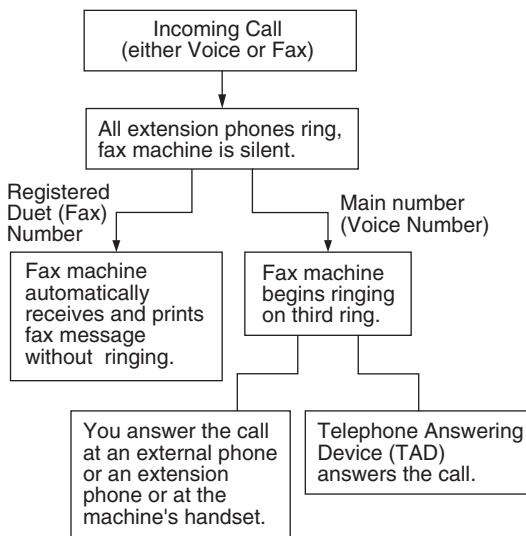 Incoming Call
(either Voice or Fax)
All extension phones ring,
fax machine is silent.
Registered
Duet (Fax)
Number
Main number
(Voice Number)
Fax machine
automatically
receives and prints
fax message
without ringing.
Fax machine
begins ringing
on third ring.
You answer the call
at an external phone
or an extension
phone or at the
machine's handset.
Telephone Answering
Device (TAD)
answers the call.